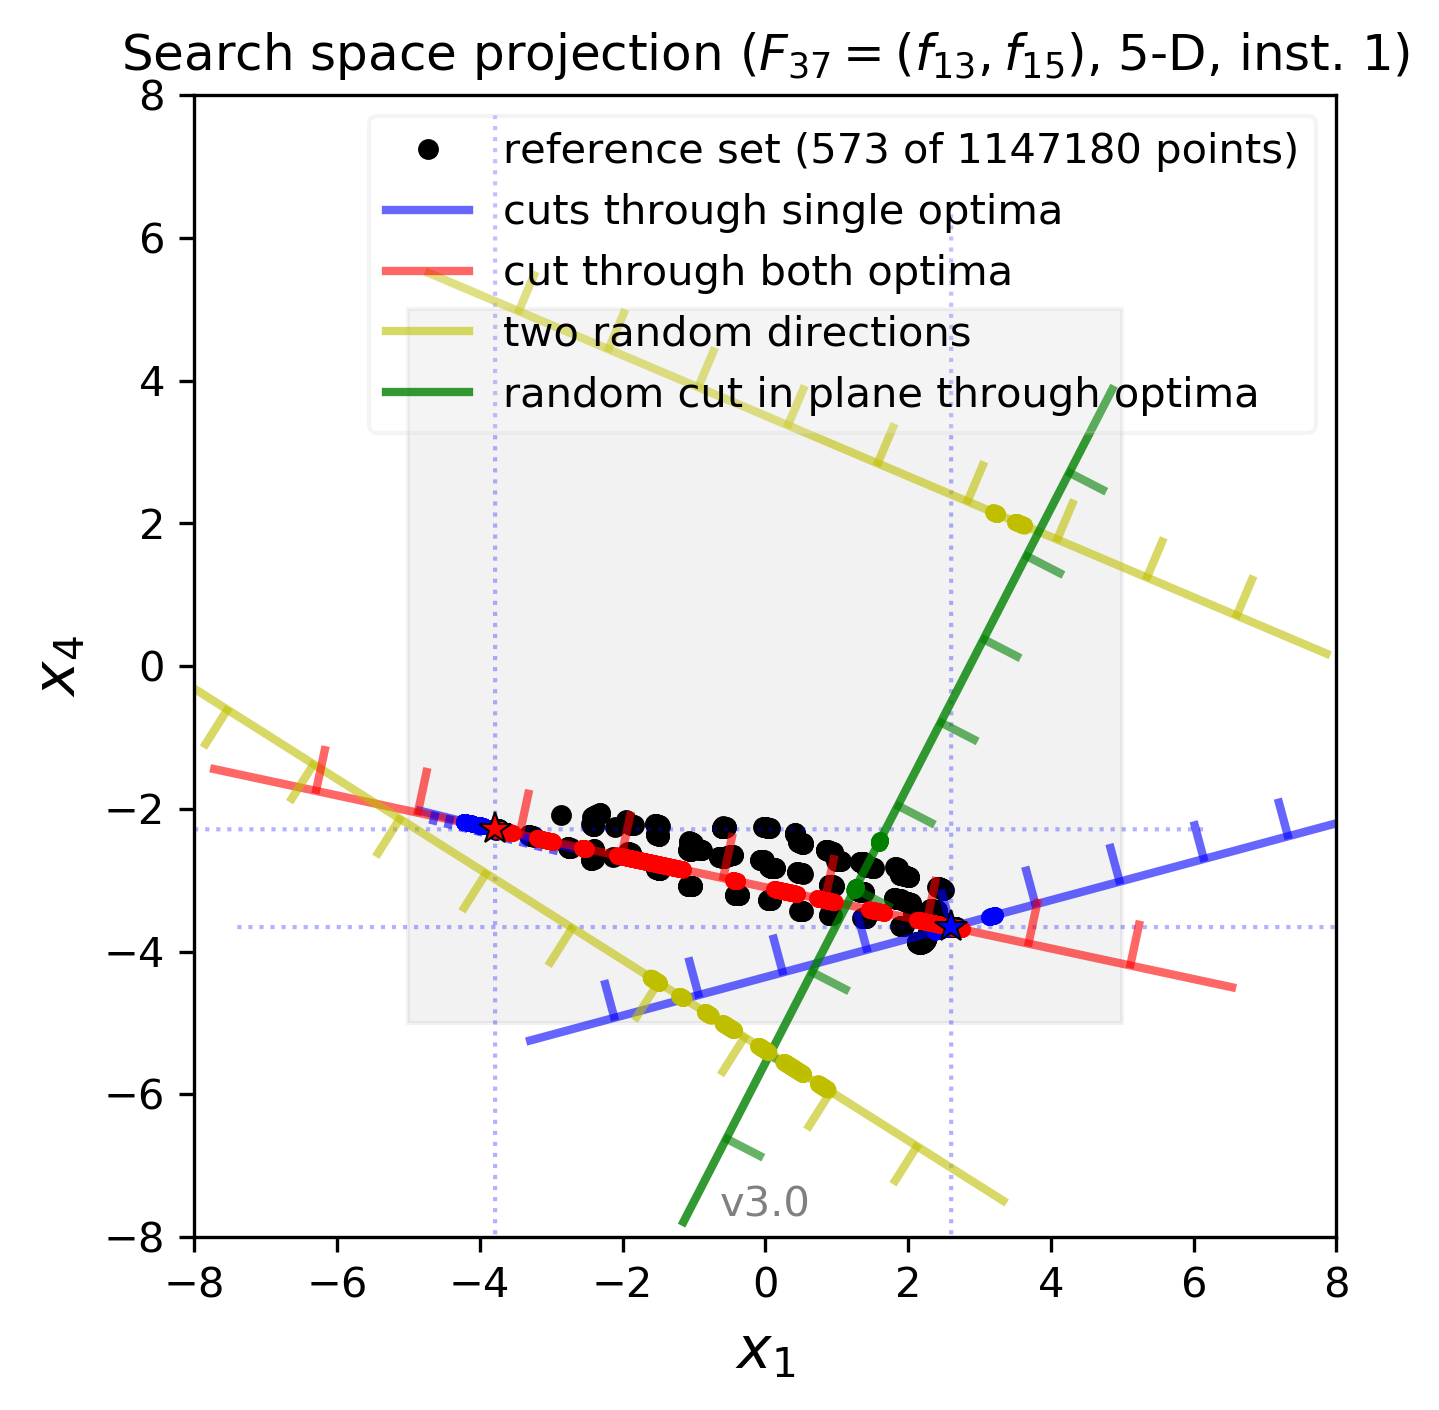 Search space projection (F37 = (f13, f15), 5-D, inst. 1)
reference set (573 of 1147180 points)
cuts through single optima
cut through both optima
two random directions
random cut in plane through optima
8
6
4
2
0
−2
−4
−6
−8
x4
v3.0
−8 −6 −4 −2 0 2 4 6 8
x1